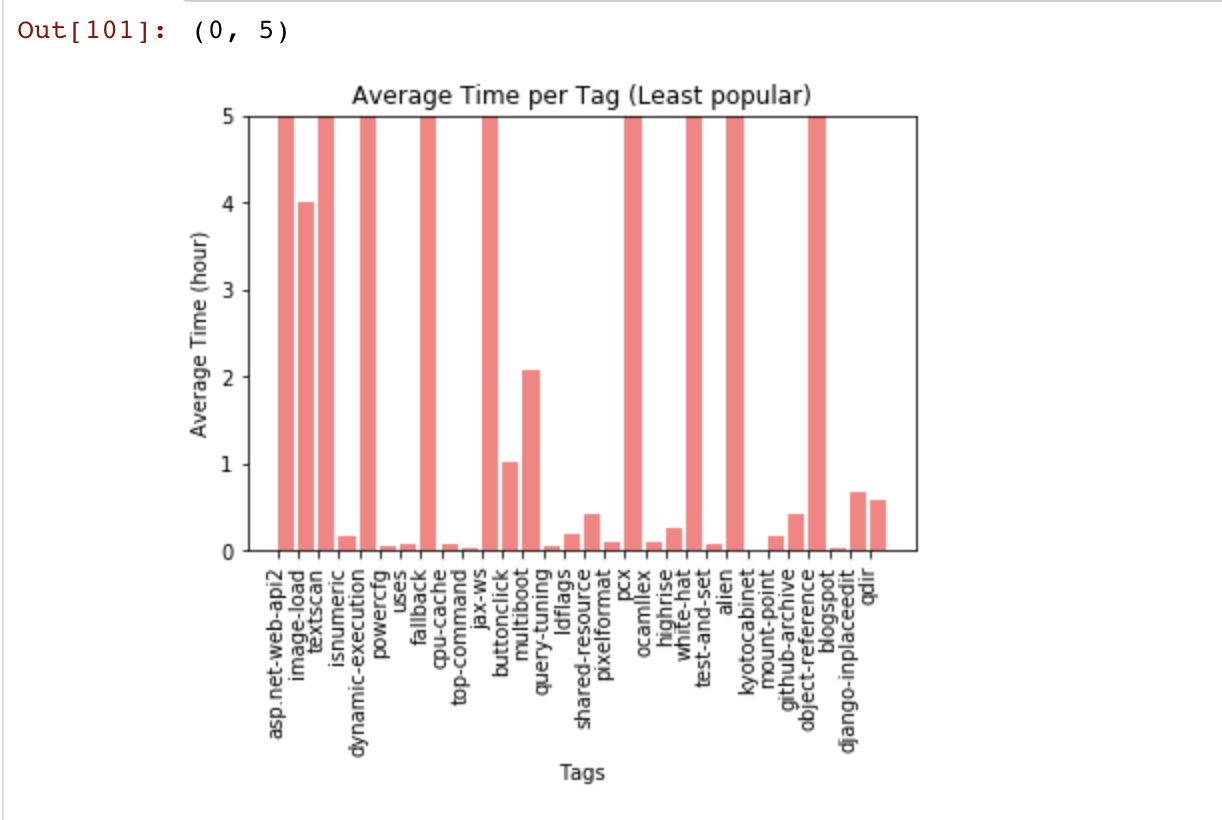 Out[101]: (0, 5)
Average Time per Tag (Least popular)
5
4
3
2
1
0
Average Time (hour)
asp.net-web-api2
image-load
textscan
isnumeric
dynamic-execution
powercfg
uses
fallback
cpu-cache
top-command
jax-ws
buttonclick
multiboot
query-tuning
ldflags
shared-resource
pixelformat
pcx
ocamllex
highrise
white-hat
test-and-set
alien
kyotocabinet
mount-point
github-archive
object-reference
blogspot
django-inplaceedit
qdir
Tags